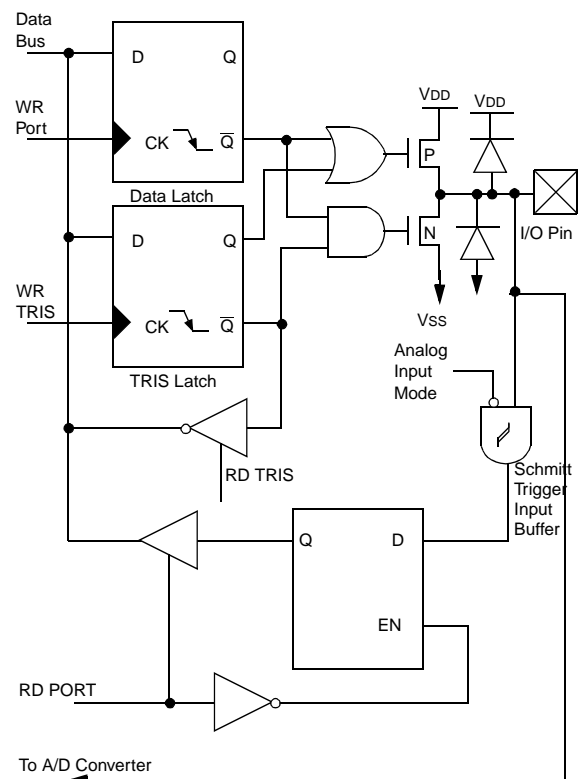 Data
Bus
D
Q
WR
Port
CK
Q
Data Latch
VDD
VDD
P
D
Q
N
I/O Pin
WR
TRIS
CK
Q
TRIS Latch
VSS
Analog
Input
Mode
RD TRIS
Schmitt
Trigger
Input
Buffer
Q
D
EN
RD PORT
To A/D Converter